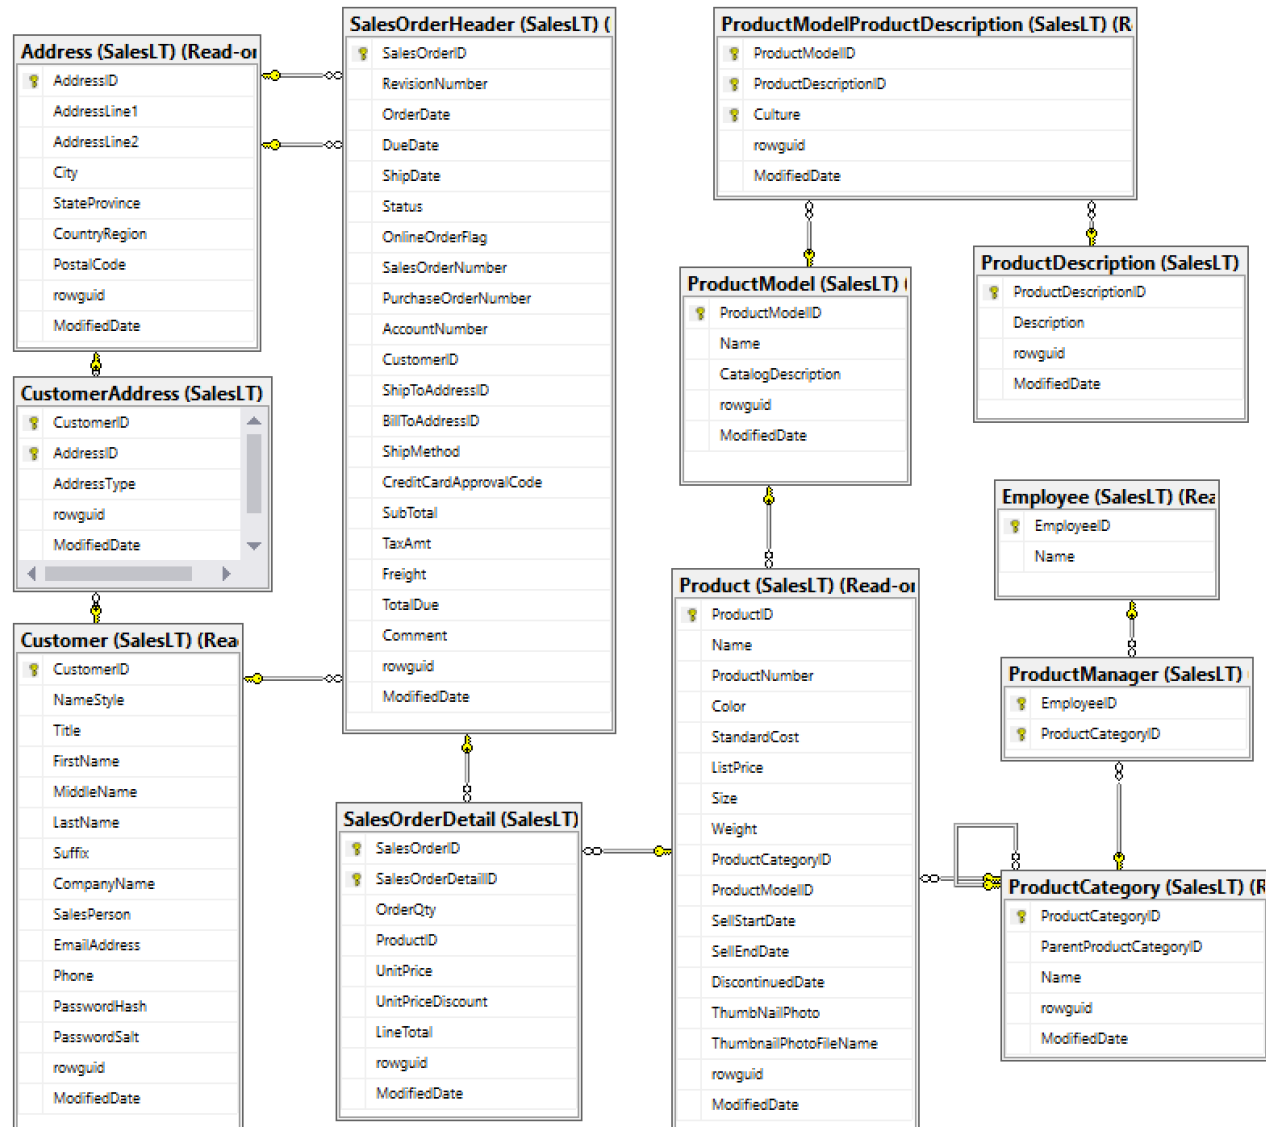 Address (SalesLT) (Read-or
AddressID
AddressLine1
AddressLine2
City
StateProvince
CountryRegion
PostalCode
rowguid
ModifiedDate
CustomerAddress (SalesLT)
CustomerID
AddressID
AddressType
rowguid
ModifiedDate
Customer (SalesLT) (Rea
CustomerID
NameStyle
Title
FirstName
MiddleName
LastName
Suffix
CompanyName
SalesPerson
EmailAddress
Phone
PasswordHash
PasswordSalt
rowguid
ModifiedDate
SalesOrderHeader (SalesLT) (
SalesOrderID
RevisionNumber
OrderDate
DueDate
ShipDate
Status
OnlineOrderFlag
SalesOrderNumber
PurchaseOrderNumber
AccountNumber
CustomerID
ShipToAddressID
BillToAddressID
ShipMethod
CreditCardApprovalCode
SubTotal
TaxAmt
Freight
TotalDue
Comment
rowguid
ModifiedDate
SalesOrderDetail (SalesLT)
SalesOrderID
SalesOrderDetailID
OrderQty
ProductID
UnitPrice
UnitPriceDiscount
LineTotal
rowguid
ModifiedDate
ProductModelProductDescription (SalesLT) (R
ProductModelID
ProductDescriptionID
Culture
rowguid
ModifiedDate
ProductModel (SalesLT) (
ProductModelID
Name
CatalogDescription
rowguid
ModifiedDate
ProductDescription (SalesLT)
ProductDescriptionID
Description
rowguid
ModifiedDate
Product (SalesLT) (Read-or
ProductID
Name
ProductNumber
Color
StandardCost
ListPrice
Size
Weight
ProductCategoryID
ProductModelID
SellStartDate
SellEndDate
DiscontinuedDate
ThumbNailPhoto
ThumbnailPhotoFileName
rowguid
ModifiedDate
Employee (SalesLT) (Rea
EmployeeID
Name
ProductManager (SalesLT)
EmployeeID
ProductCategoryID
ProductCategory (SalesLT) (R
ProductCategoryID
ParentProductCategoryID
Name
rowguid
ModifiedDate